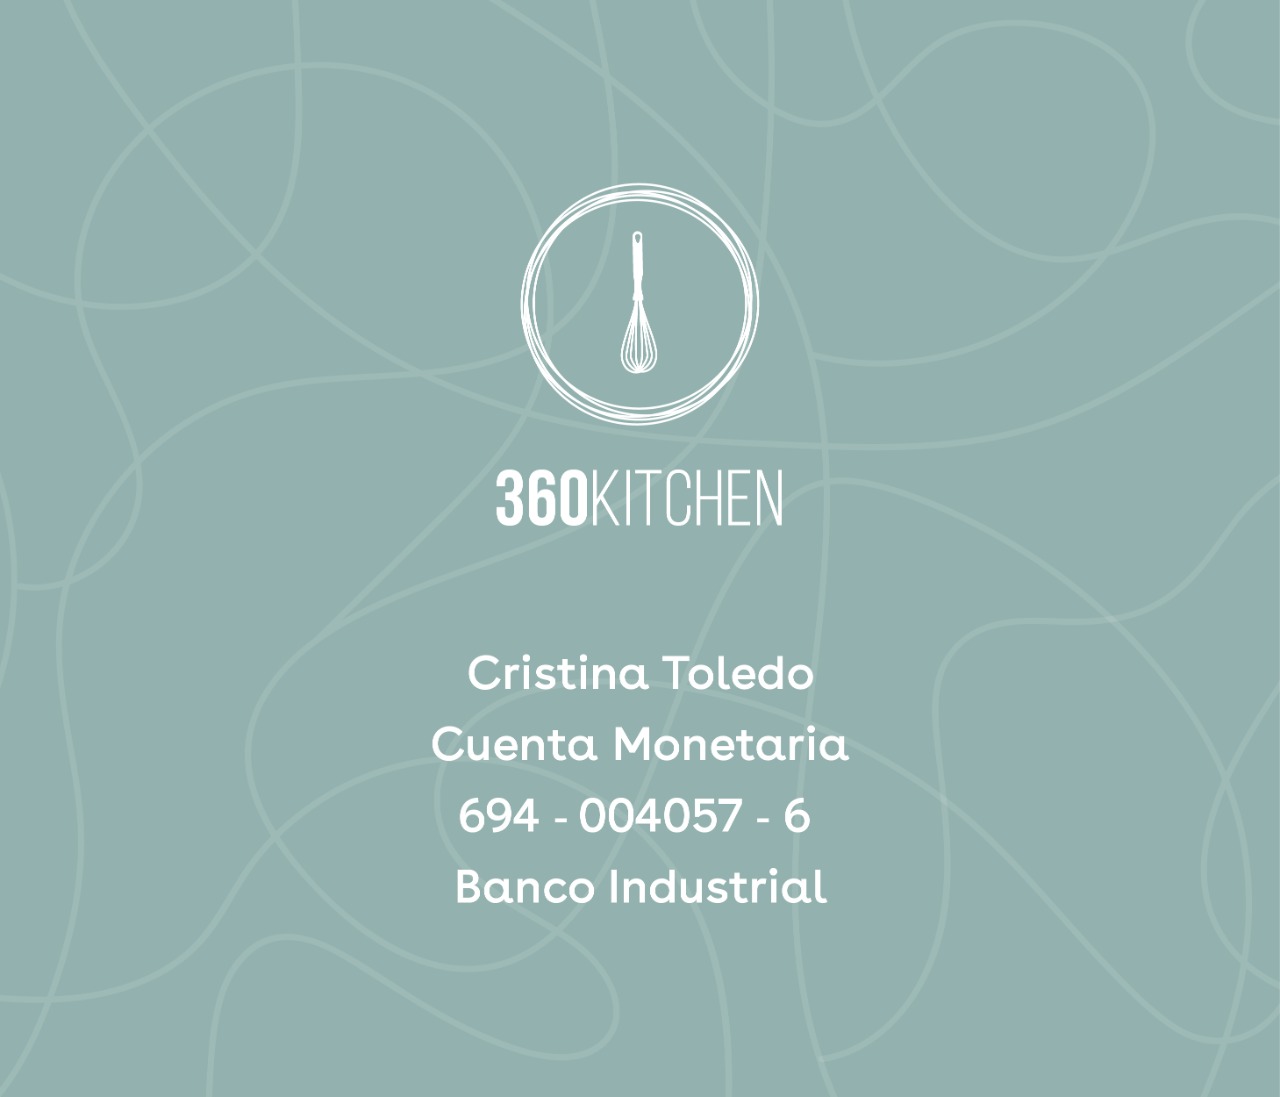 360KITCHEN
Cristina Toledo
Cuenta Monetaria
694 - 004057 - 6
Banco Industrial